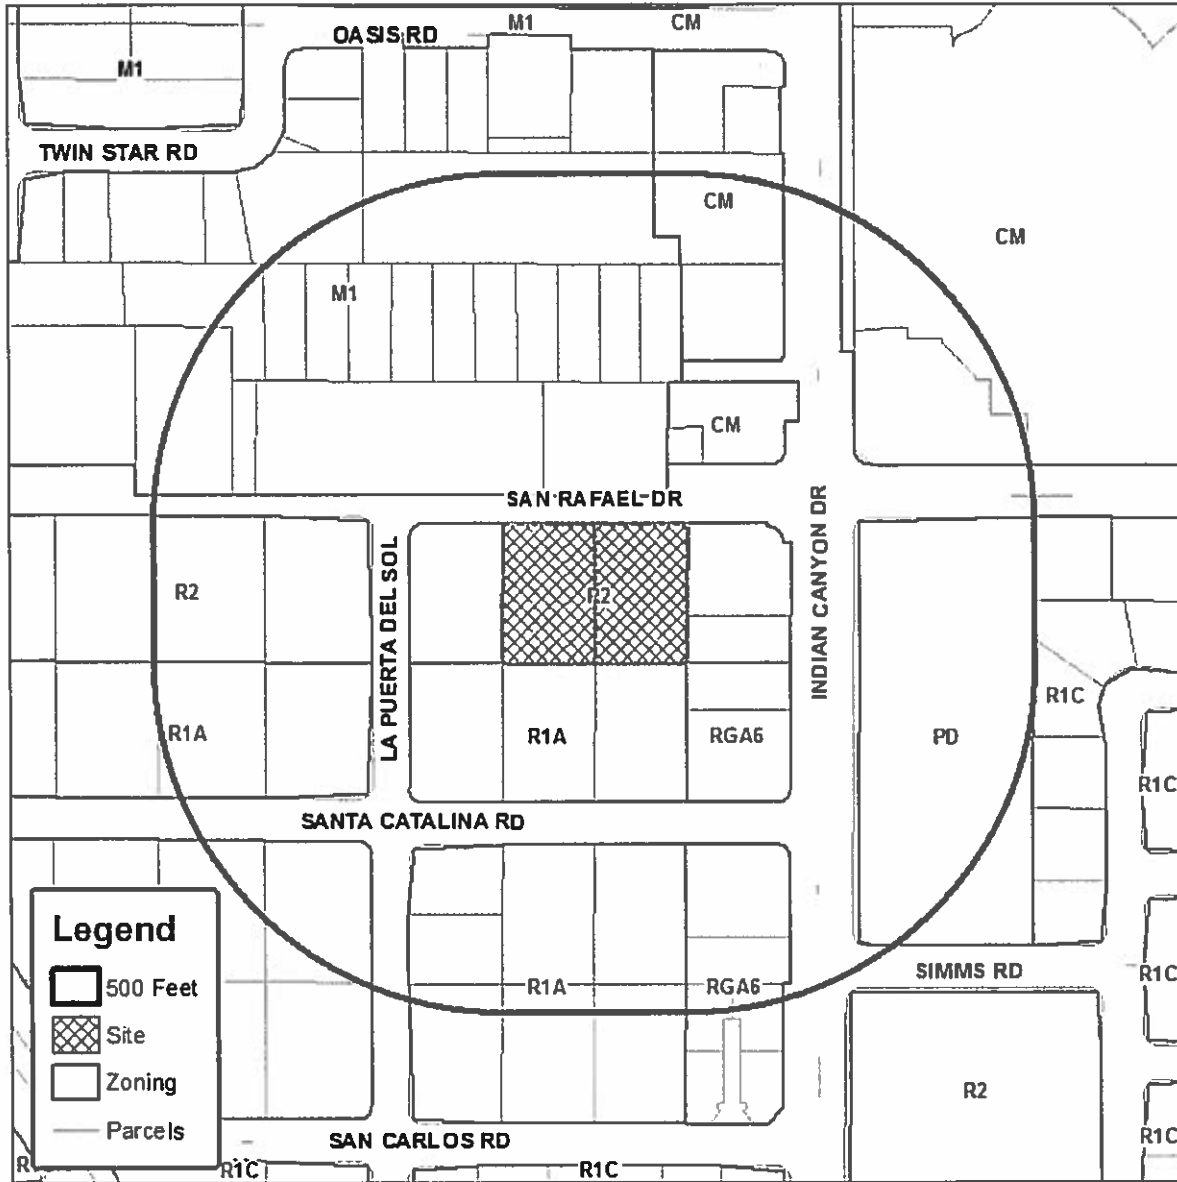 M1
CM
OASIS RD
M1
TWIN STAR RD
CM
CM
M1
CM
SAN RAFAEL DR
INDIAN CANYON DR
LA PUERTA DEL SOL
R2
R2
R1C
R1A
R1A
RGA6
PD
R1C
SANTA CATALINA RD
Legend
500 Feet
Site
Zoning
Parcels
R1A
RGA6
SIMMS RD
R1C
R2
SAN CARLOS RD
R1C
R1C
R1C